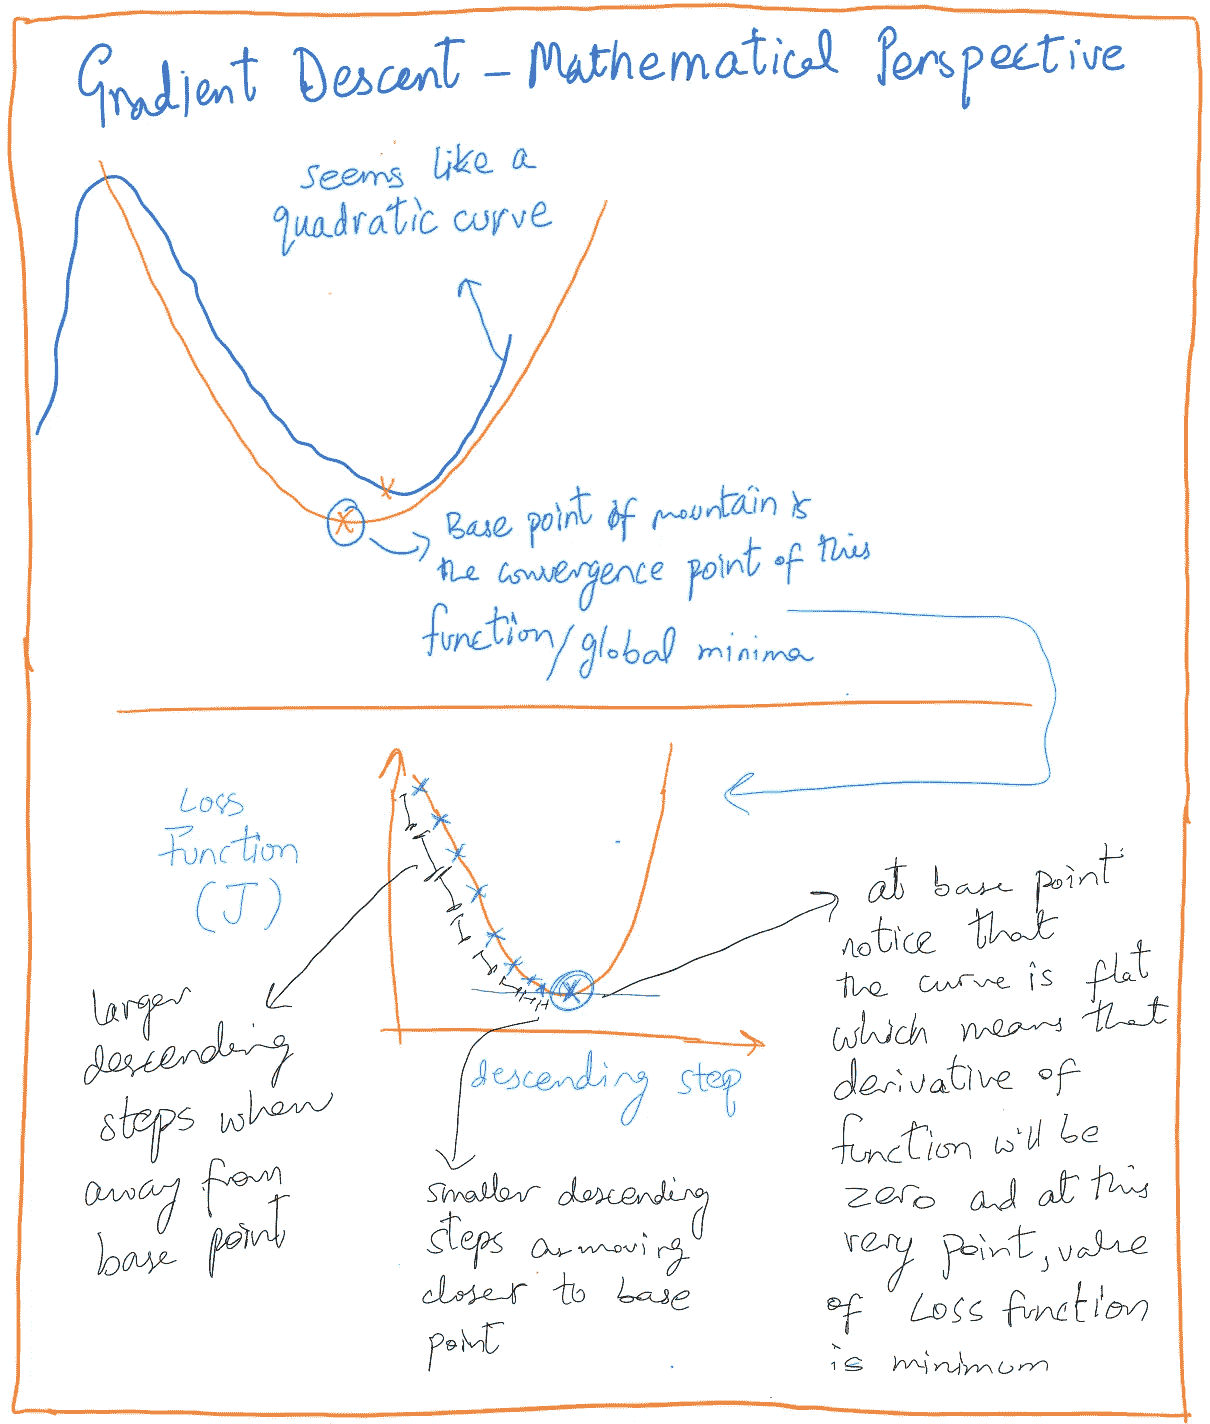 Gradient Descent - Mathematical Perspective
seems like a
quadratic curve
Base point of mountain is
the convergence point of this
function/global minima
Loss
Function
(J)
larger
descending
steps when
away from
base point
descending step
smaller descending
steps as moving
closer to base
point
at base point
notice that
the curve is flat
which means that
derivative of
function will be
zero and at this
very point, value
of Loss function
is minimum